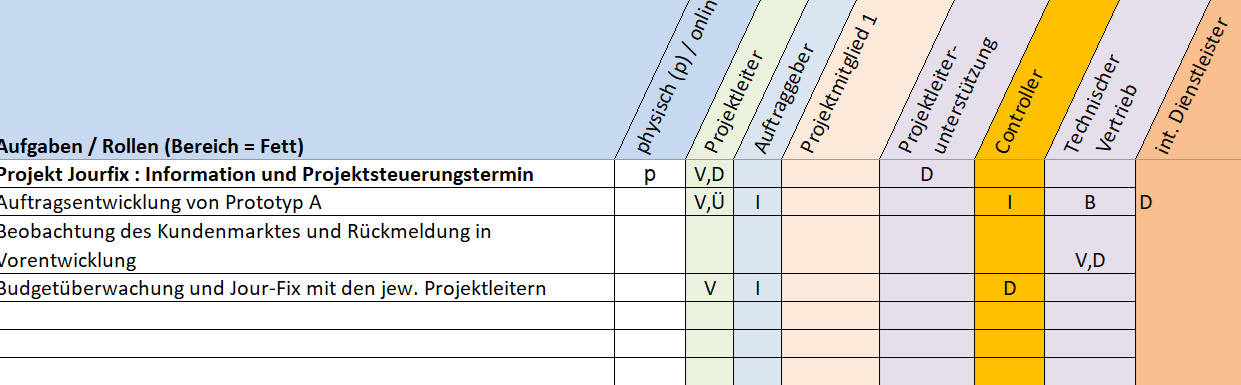 physisch (p) / onlin
Projektleiter
Auftraggeber
Projektmitglied 1
Projektleiter-
unterstützung
Controller
Technischer
Vertrieb
int. Dienstleister
Aufgaben / Rollen (Bereich = Fett)
Projekt Jourfix : Information und Projektsteuerungstermin p V,D D
Auftragsentwicklung von Prototyp A V,Ü I I B D
Beobachtung des Kundenmarktes und Rückmeldung in
Vorentwicklung V,D
Budgetüberwachung und Jour-Fix mit den jew. Projektleitern V I D